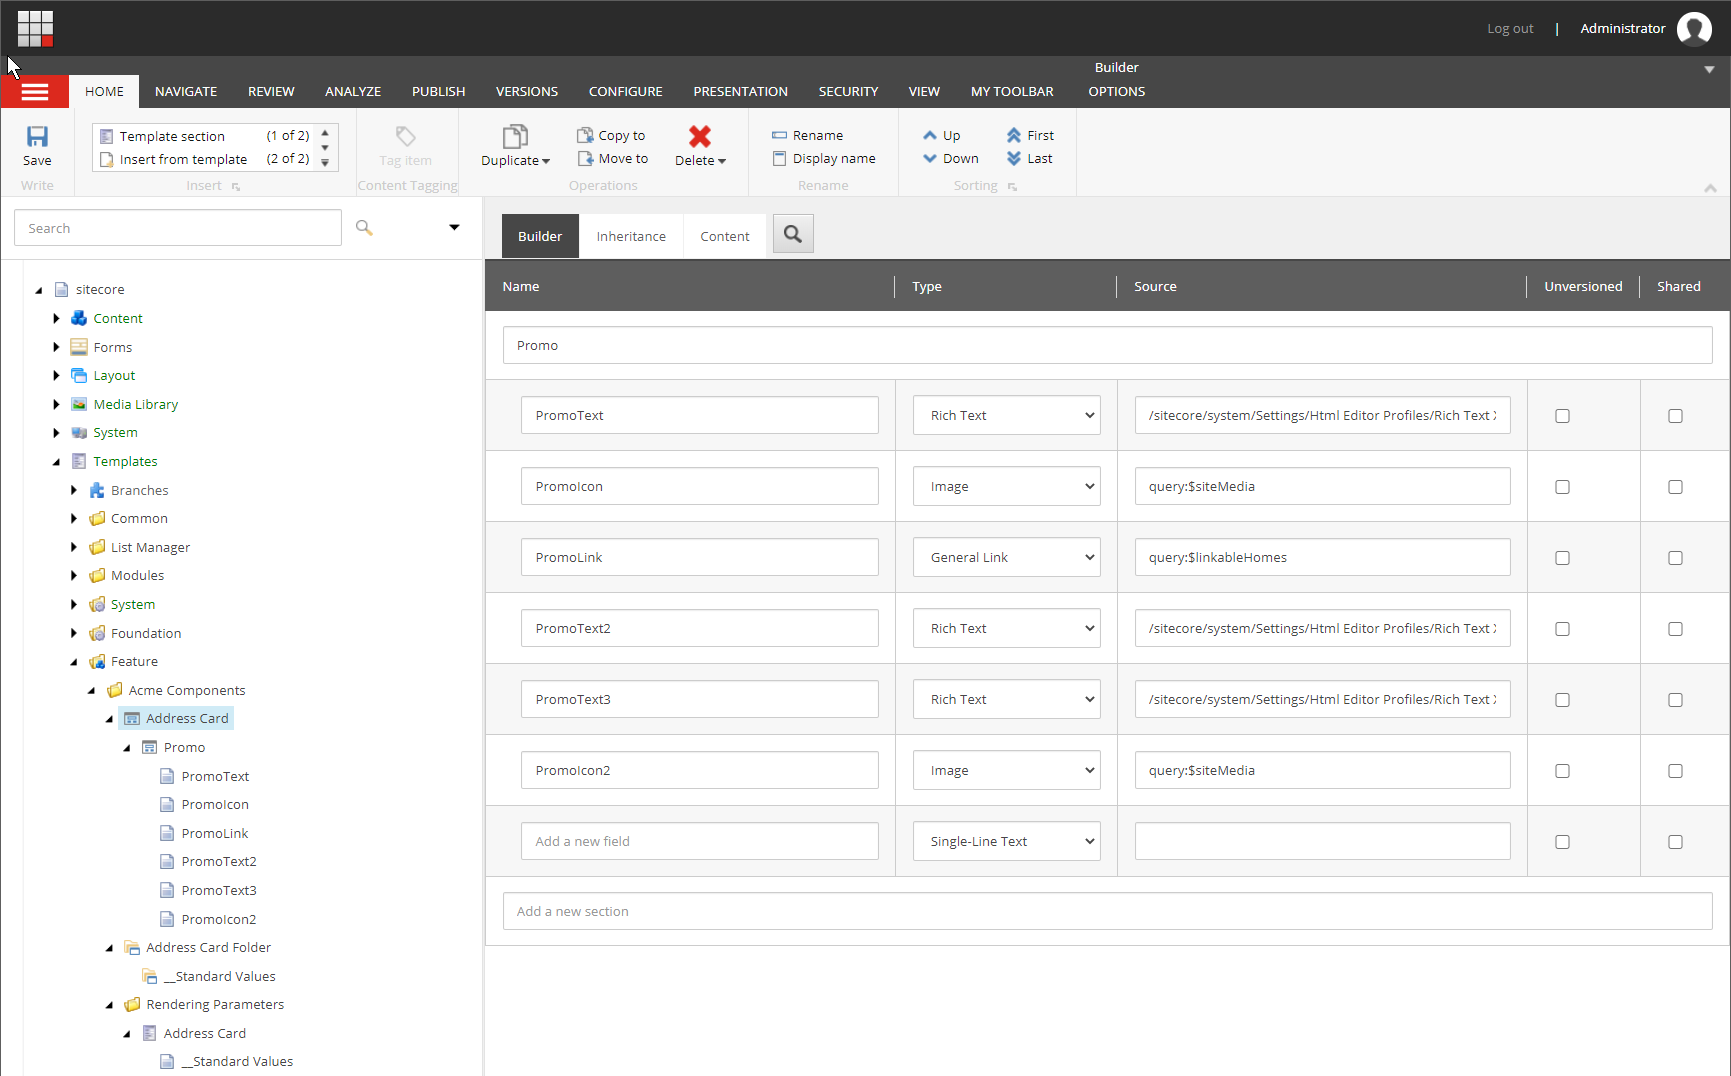 Log out | Administrator
Builder
HOME NAVIGATE REVIEW ANALYZE PUBLISH VERSIONS CONFIGURE PRESENTATION SECURITY VIEW MY TOOLBAR OPTIONS
Template section (1 of 2)
Insert from template (2 of 2)
Save
Write
Insert
Tag item
Content Tagging
Duplicate
Copy to
Move to
Delete
Operations
Rename
Display name
Rename
Up
Down
First
Last
Sorting
Search
sitecore
Content
Forms
Layout
Media Library
System
Templates
Branches
Common
List Manager
Modules
System
Foundation
Feature
Acme Components
Address Card
Promo
PromoText
PromoIcon
PromoLink
PromoText2
PromoText3
PromoIcon2
Address Card Folder
__Standard Values
Rendering Parameters
Address Card
__Standard Values
Builder Inheritance Content
Name Type Source Unversioned Shared
Promo
PromoText Rich Text /sitecore/system/Settings/Html Editor Profiles/Rich Text
PromoIcon Image query:$siteMedia
PromoLink General Link query:$linkableHomes
PromoText2 Rich Text /sitecore/system/Settings/Html Editor Profiles/Rich Text
PromoText3 Rich Text /sitecore/system/Settings/Html Editor Profiles/Rich Text
PromoIcon2 Image query:$siteMedia
Add a new field Single-Line Text
Add a new section